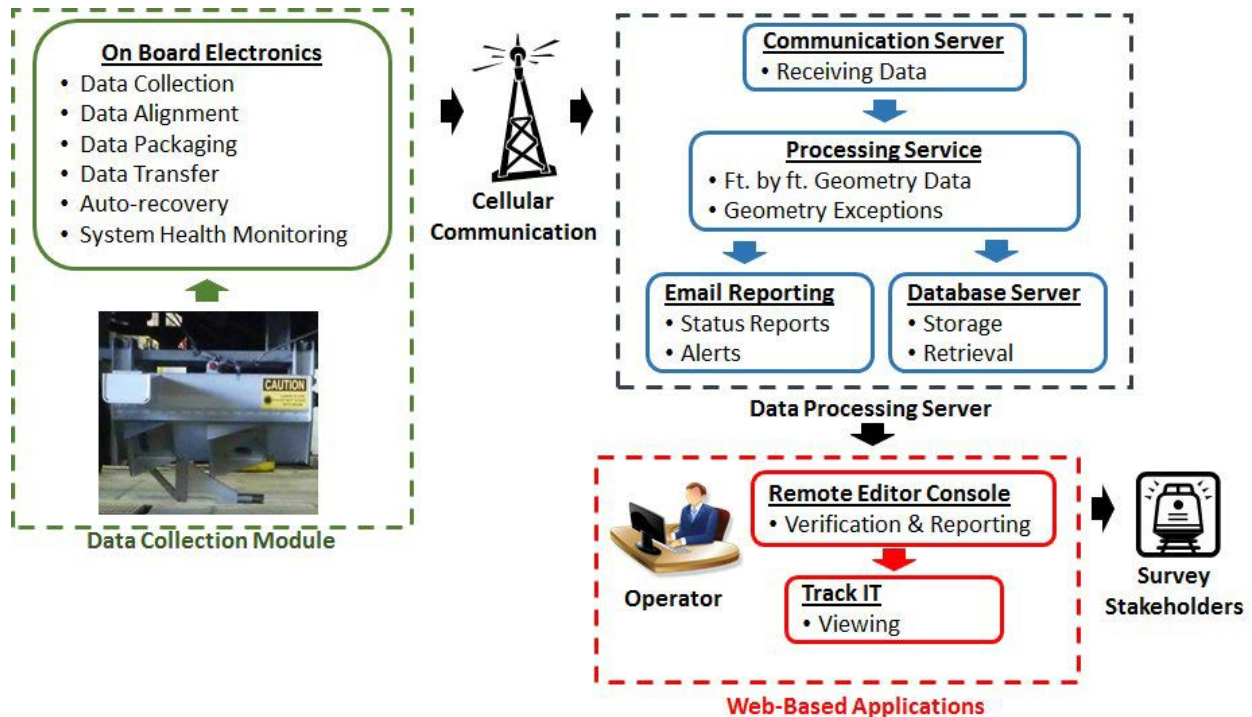 On Board Electronics
• Data Collection
• Data Alignment
• Data Packaging
• Data Transfer
• Auto-recovery
• System Health Monitoring
CAUTION
Data Collection Module
Cellular
Communication
Communication Server
• Receiving Data
Processing Service
• Ft. by ft. Geometry Data
• Geometry Exceptions
Email Reporting
• Status Reports
• Alerts
Database Server
• Storage
• Retrieval
Data Processing Server
Operator
Remote Editor Console
• Verification & Reporting
Track IT
• Viewing
Web-Based Applications
Survey
Stakeholders